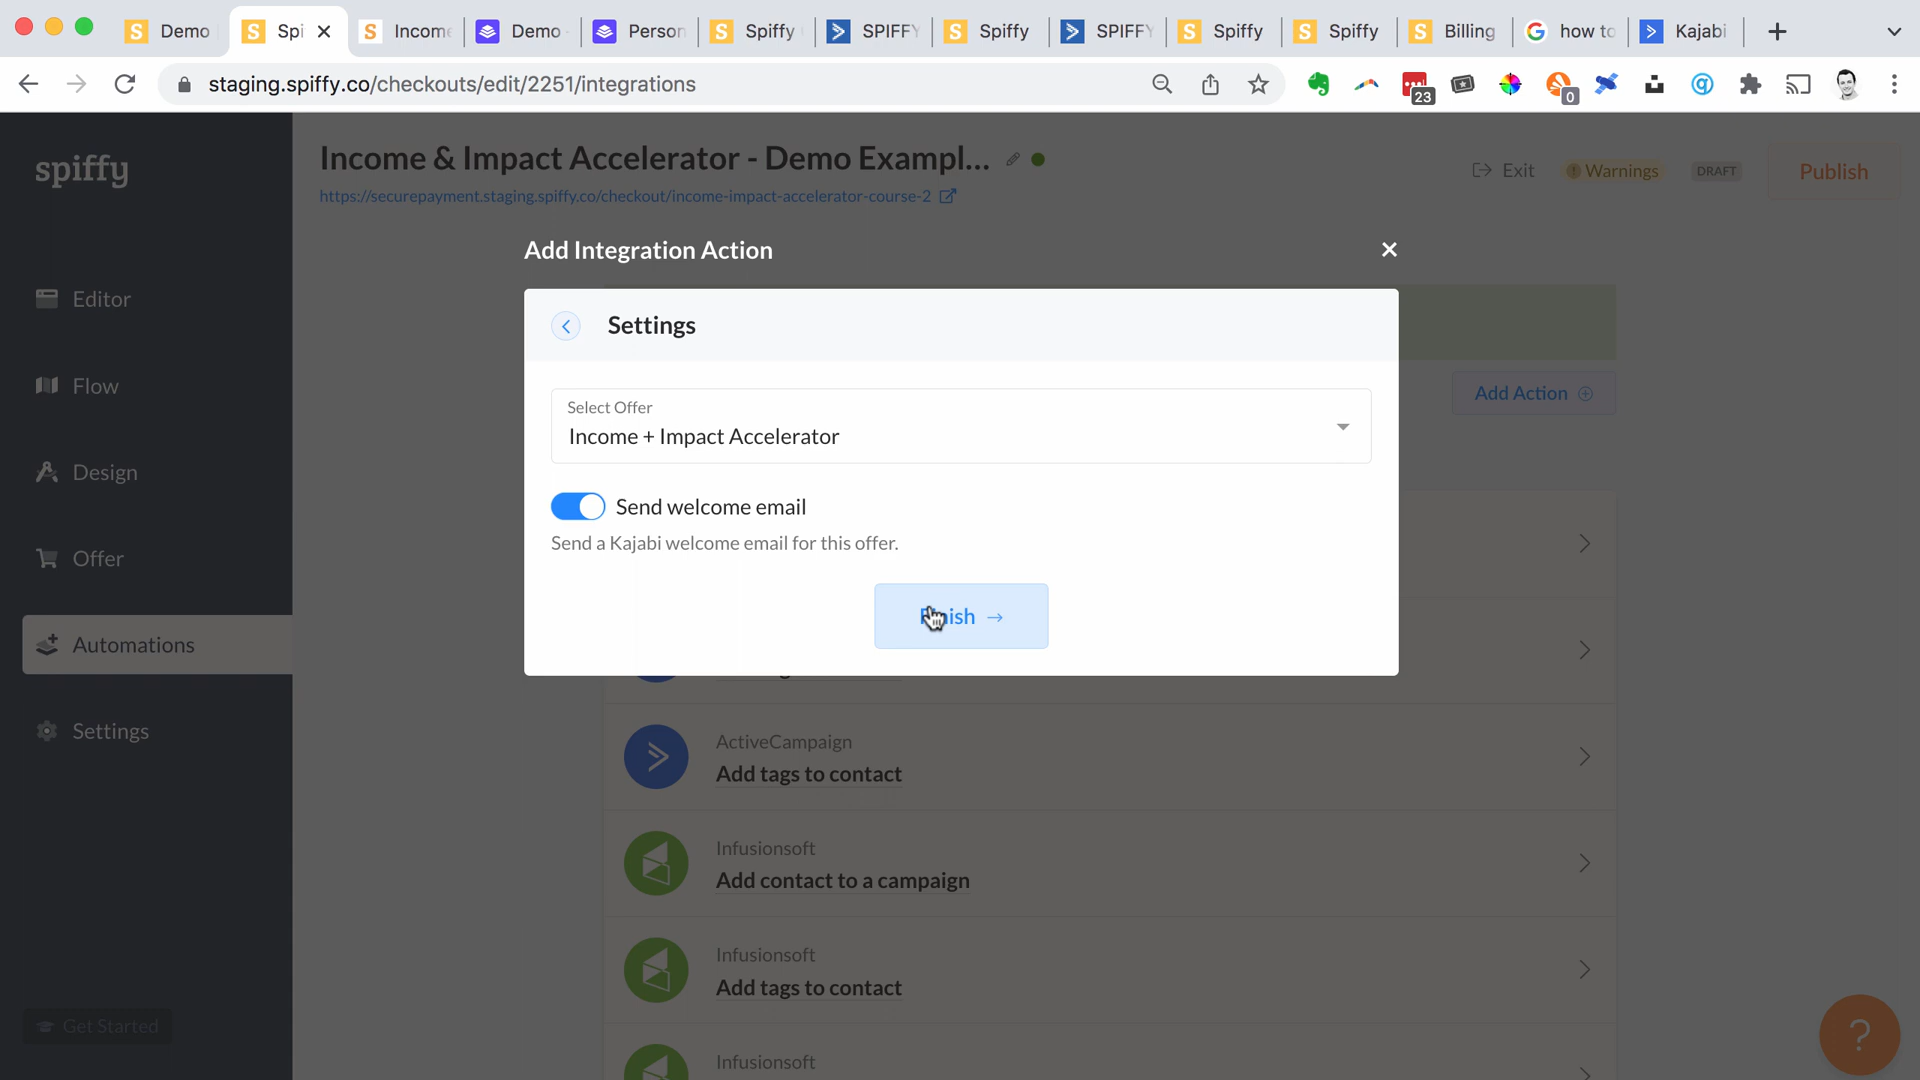 Demo
Spi
Incom
Demo
Person
Spiffy
SPIFFY
Spiffy
SPIFFY
Spiffy
Spiffy
Billing
how to
Kajabi
staging.spiffy.co/checkouts/edit/2251/integrations
23
0
spiffy
Income & Impact Accelerator - Demo Exampl...
Exit
Warnings
DRAFT
Publish
https://securepayment.staging.spiffy.co/checkout/income-impact-accelerator-course-2
Add Integration Action
Editor
Settings
Flow
Add Action
Select Offer
Income + Impact Accelerator
Design
Send welcome email
Send a Kajabi welcome email for this offer.
Offer
Automations
Settings
ActiveCampaign
Add tags to contact
Infusionsoft
Add contact to a campaign
Infusionsoft
Add tags to contact
Get Started
Infusionsoft
?